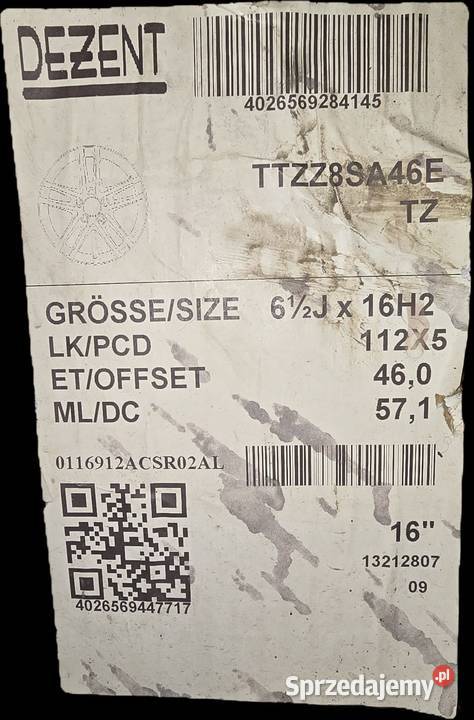 DEZENT
4026569284145
TTZZ8SA46E
TZ
GRÖSSE/SIZE 6½J x 16H2
LK/PCD 112X5
ET/OFFSET 46,0
ML/DC 57,1
0116912ACSR02AL
16"
13212807
09
4026569447717
Sprzedajemy.pl